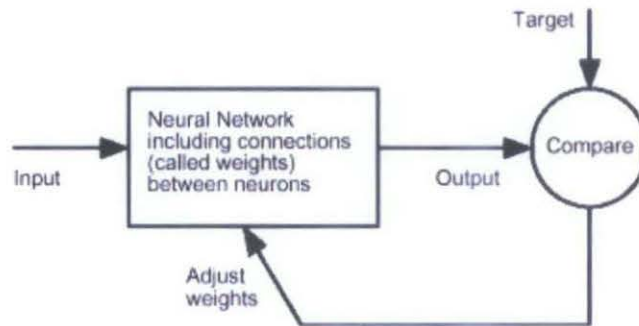 Target
Neural Network
including connections
(called weights)
between neurons
Compare
Input
Output
Adjust
weights